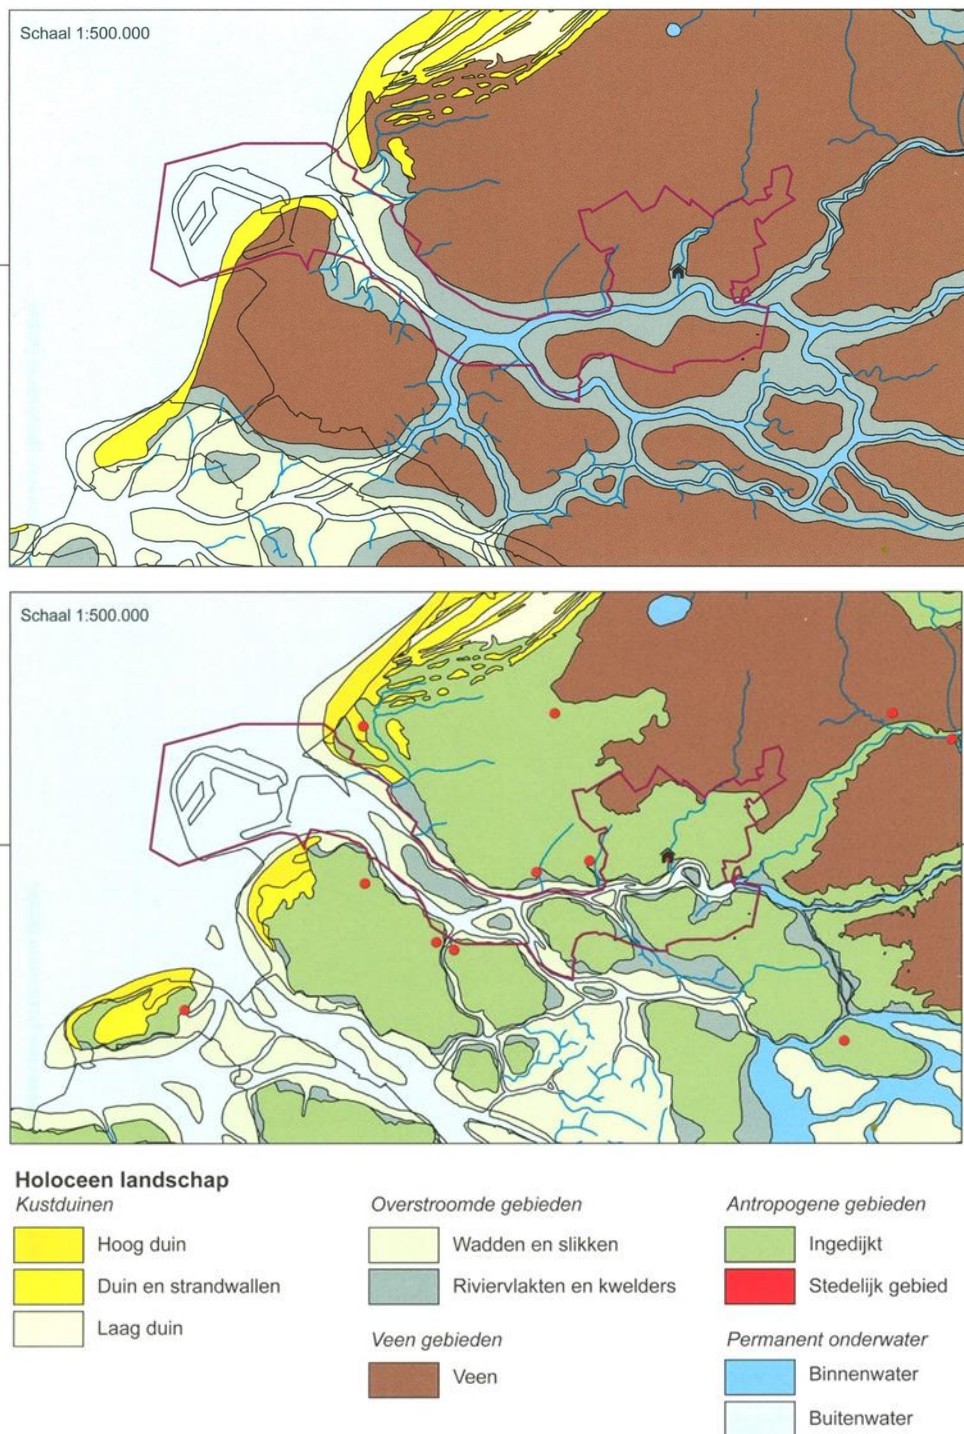 Schaal 1:500.000
Schaal 1:500.000
Holoceen landschap
Kustduinen
Hoog duin
Duin en strandwallen
Laag duin
Overstroomde gebieden
Wadden en slikken
Riviervlakten en kwelders
Veen gebieden
Veen
Antropogene gebieden
Ingedijkt
Stedelijk gebied
Permanent onderwater
Binnenwater
Buitenwater